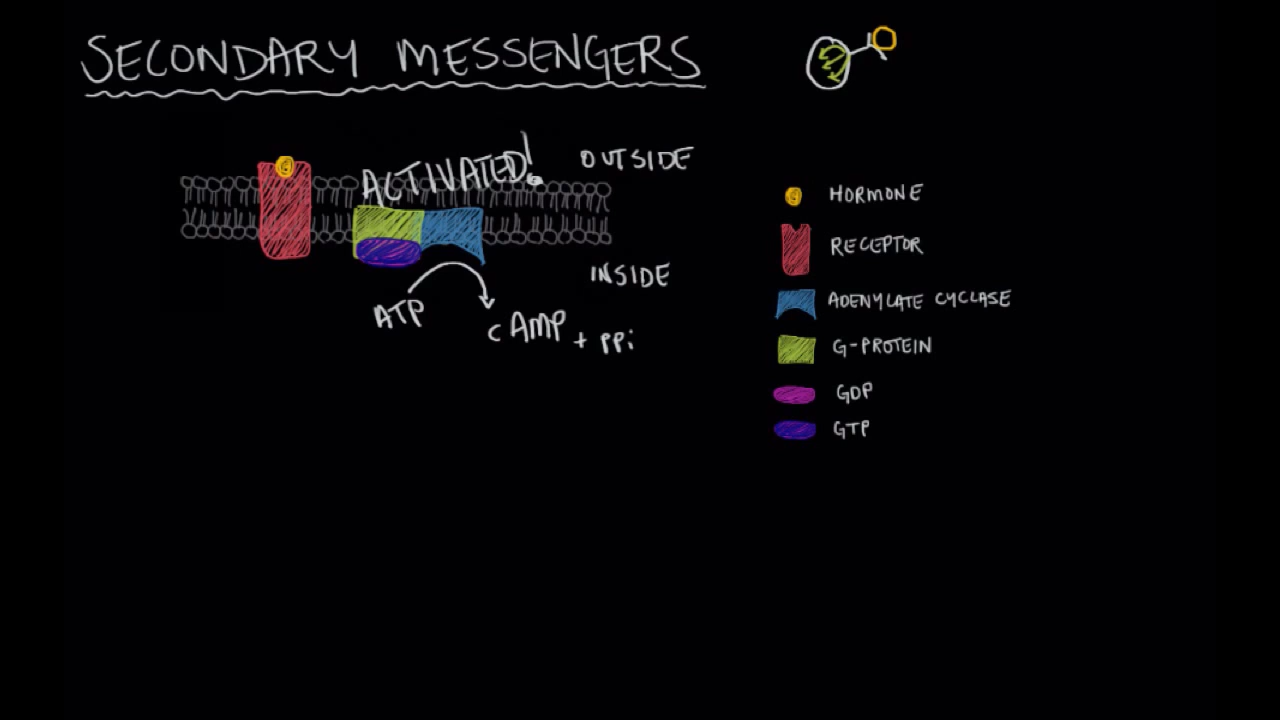 SECONDARY MESSENGERS
ACTIVATED!
OUTSIDE
INSIDE
ATP
cAMP + PPi
HORMONE
RECEPTOR
ADENYLATE CYCLASE
G-PROTEIN
GDP
GTP